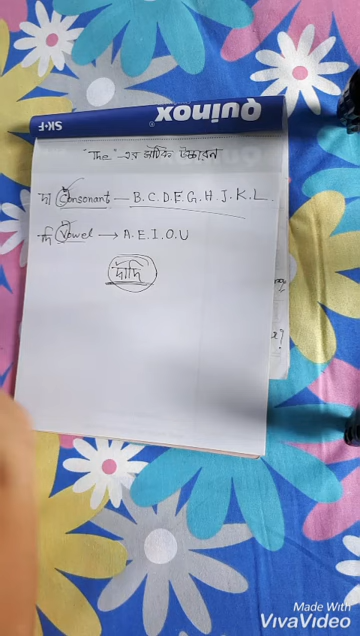 Quinox®
SK-F
"The" -এর সঠিক উচ্চারণ
দা Consonant — B. C. D. E. G. H. J. K. L.
দি Vowel → A. E. I. O. U
দাদি
Made With
VivaVideo